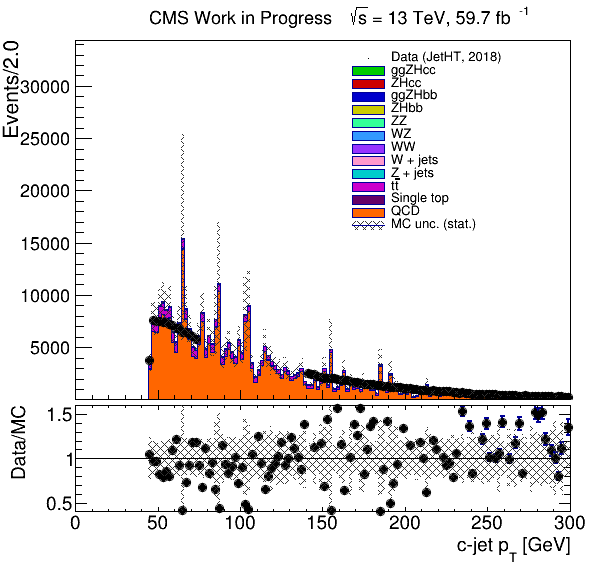 CMS Work in Progress √s = 13 TeV, 59.7 fb⁻¹
Events/2.0
30000
25000
20000
15000
10000
5000
Data (JetHT, 2018)
ggZHcc
ZHcc
ggZHbb
ZHbb
ZZ
WZ
WW
W + jets
Z + jets
tt̅
Single top
QCD
MC unc. (stat.)
Data/MC
1.5
1
0.5
0 50 100 150 200 250 300
c-jet p_T [GeV]